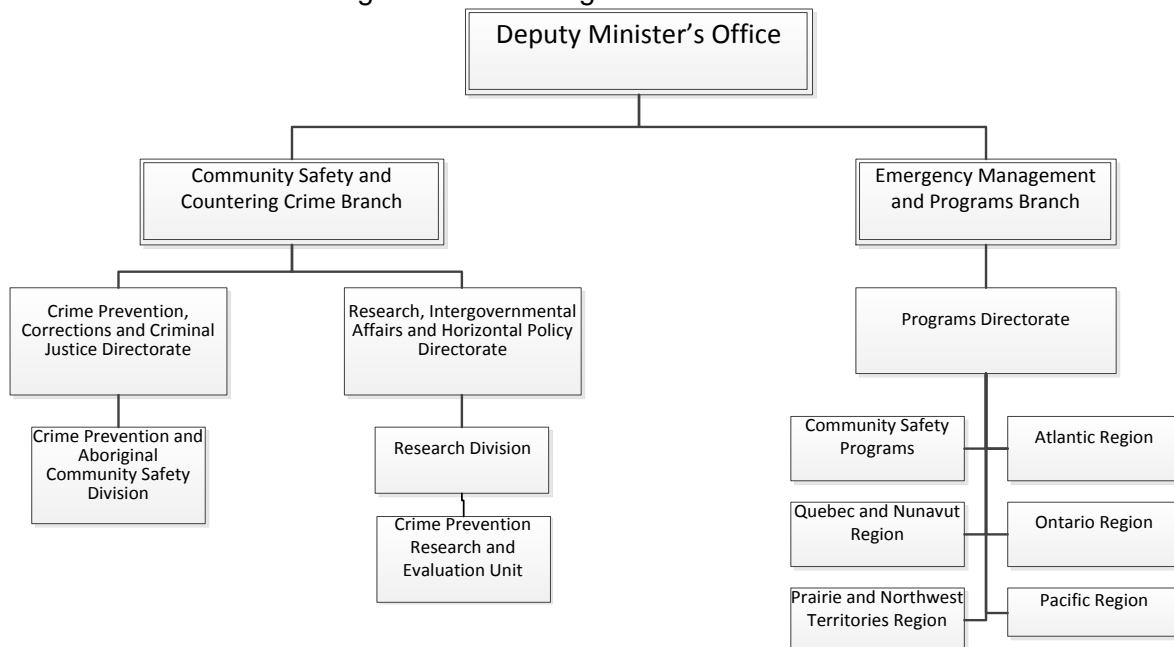 Deputy Minister's Office
Community Safety and
Countering Crime Branch
Emergency Management
and Programs Branch
Crime Prevention,
Corrections and Criminal
Justice Directorate
Research, Intergovernmental
Affairs and Horizontal Policy
Directorate
Programs Directorate
Crime Prevention and
Aboriginal
Community Safety
Division
Research Division
Crime Prevention
Research and
Evaluation Unit
Community Safety
Programs
Atlantic Region
Quebec and Nunavut
Region
Ontario Region
Prairie and Northwest
Territories Region
Pacific Region